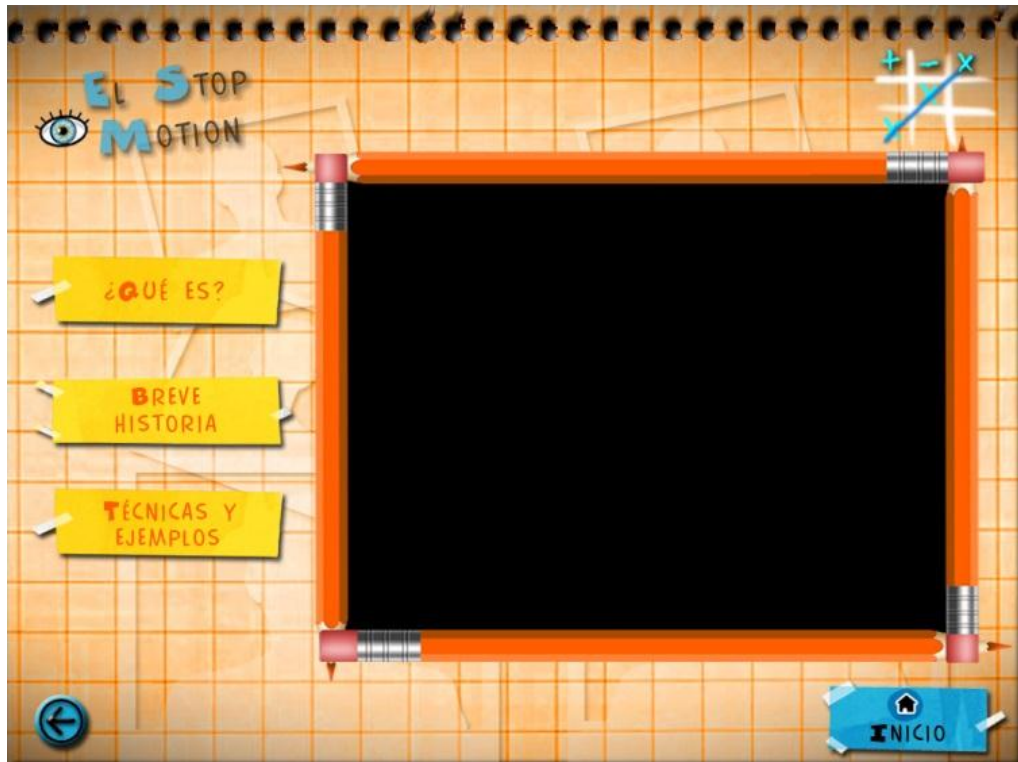 El Stop
Motion
¿Qué es?
Breve
historia
Técnicas y
ejemplos
Inicio